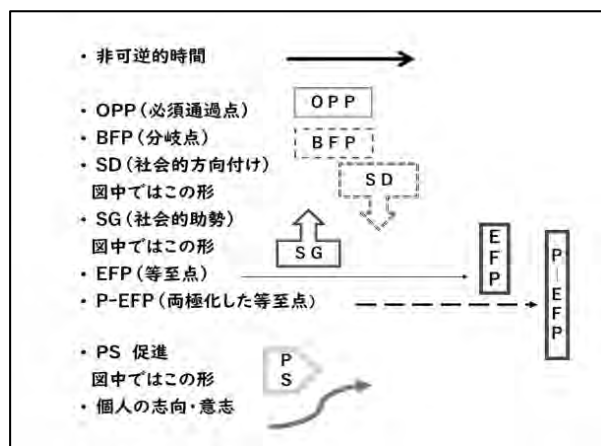 ・非可逆的時間
・OPP(必須通過点)
OPP
・BFP(分岐点)
BFP
・SD(社会的方向付け)
SD
図中ではこの形
・SG(社会的助勢)
図中ではこの形
SG
・EFP(等至点)
EFP
・P-EFP(両極化した等至点)
P-EFP
・PS 促進
PS
図中ではこの形
・個人の志向・意志